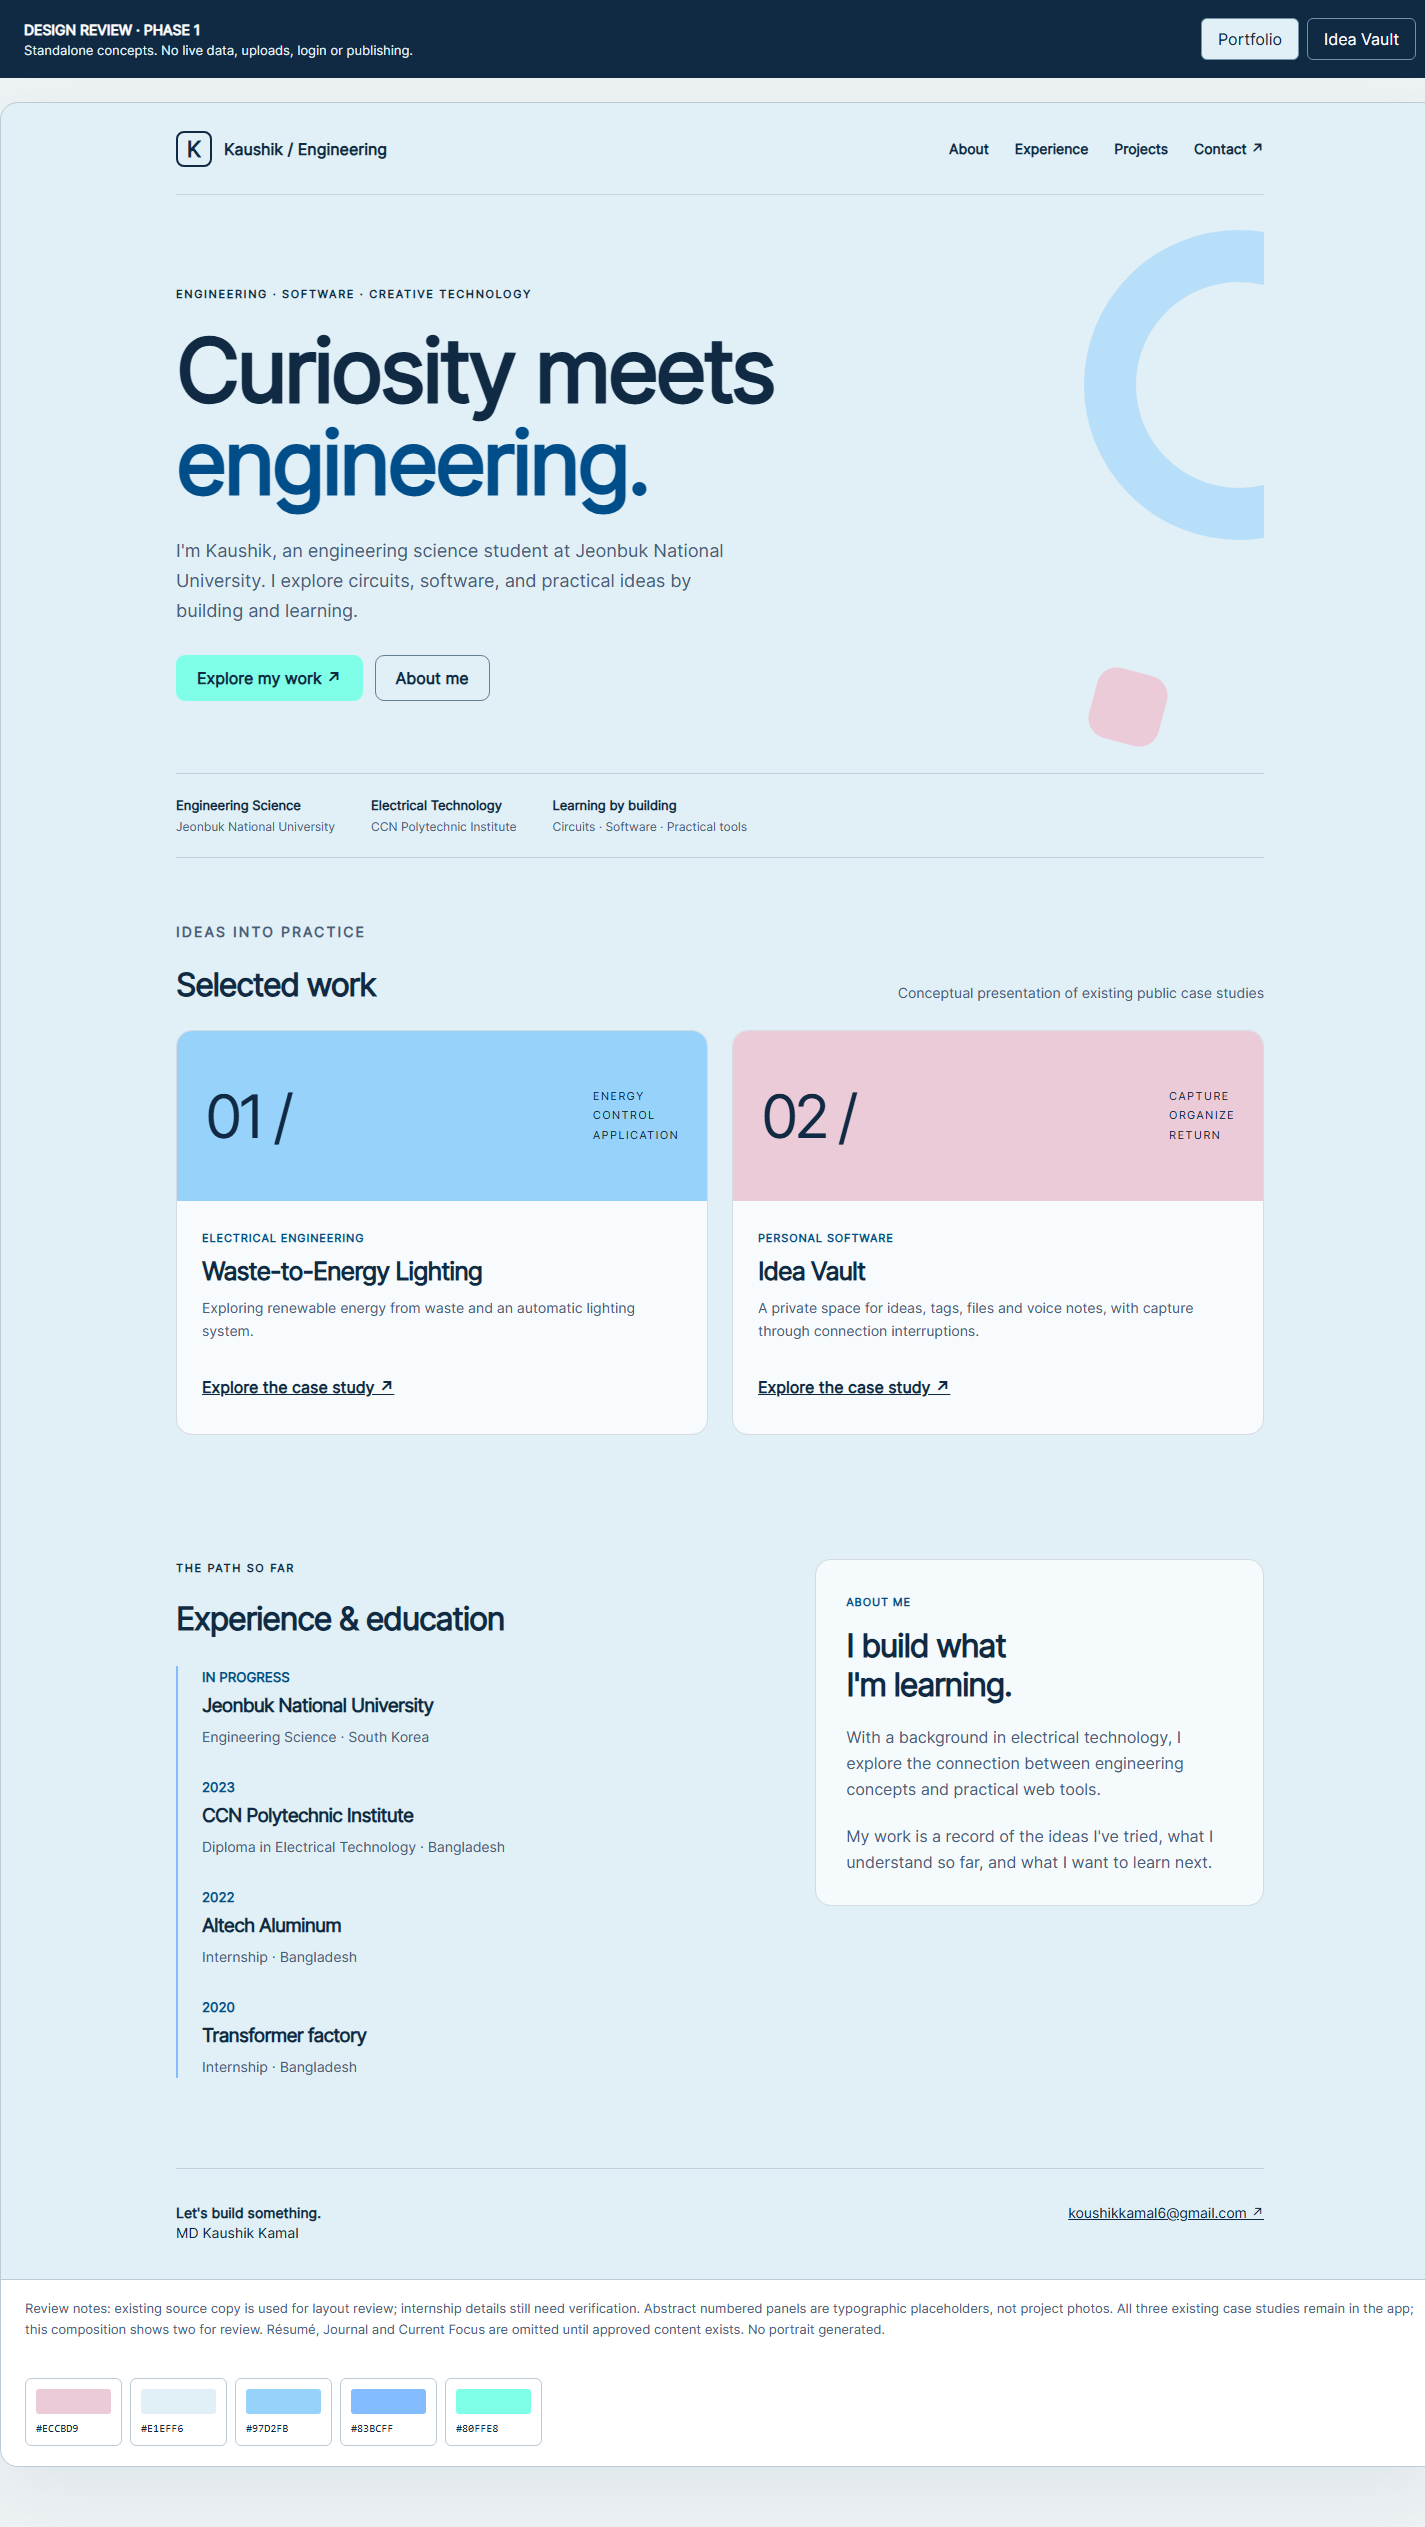 DESIGN REVIEW · PHASE 1
Standalone concepts. No live data, uploads, login or publishing.
Portfolio
Idea Vault
K
Kaushik / Engineering
About
Experience
Projects
Contact ↗
ENGINEERING · SOFTWARE · CREATIVE TECHNOLOGY
Curiosity meets
engineering.
I'm Kaushik, an engineering science student at Jeonbuk National
University. I explore circuits, software, and practical ideas by
building and learning.
Explore my work ↗
About me
Engineering Science
Jeonbuk National University
Electrical Technology
CCN Polytechnic Institute
Learning by building
Circuits · Software · Practical tools
IDEAS INTO PRACTICE
Selected work
Conceptual presentation of existing public case studies
01 /
ENERGY
CONTROL
APPLICATION
ELECTRICAL ENGINEERING
Waste-to-Energy Lighting
Exploring renewable energy from waste and an automatic lighting
system.
Explore the case study ↗
02 /
CAPTURE
ORGANIZE
RETURN
PERSONAL SOFTWARE
Idea Vault
A private space for ideas, tags, files and voice notes, with capture
through connection interruptions.
Explore the case study ↗
THE PATH SO FAR
Experience & education
IN PROGRESS
Jeonbuk National University
Engineering Science · South Korea
2023
CCN Polytechnic Institute
Diploma in Electrical Technology · Bangladesh
2022
Altech Aluminum
Internship · Bangladesh
2020
Transformer factory
Internship · Bangladesh
ABOUT ME
I build what
I'm learning.
With a background in electrical technology, I
explore the connection between engineering
concepts and practical web tools.
My work is a record of the ideas I've tried, what I
understand so far, and what I want to learn next.
Let's build something.
MD Kaushik Kamal
koushikkamal6@gmail.com ↗
Review notes: existing source copy is used for layout review; internship details still need verification. Abstract numbered panels are typographic placeholders, not project photos. All three existing case studies remain in the app;
this composition shows two for review. Résumé, Journal and Current Focus are omitted until approved content exists. No portrait generated.
#ECCBD9
#E1EFF6
#97D2FB
#83BCFF
#80FFE8